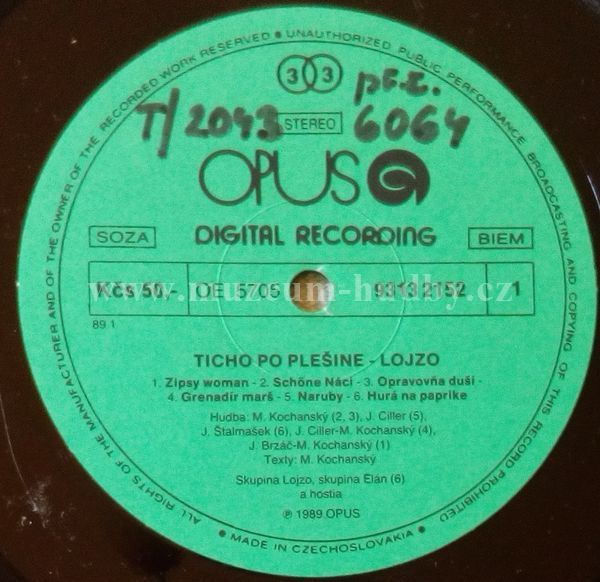 ALL RIGHTS OF THE MANUFACTURER AND OF THE OWNER OF THE RECORDED WORK RESERVED ● UNAUTHORIZED PUBLIC PERFORMANCE BROADCASTING AND COPYING OF THIS RECORD PROHIBITED
● MADE IN CZECHOSLOVAKIA ●
33
T/2043 STEREO 6064
OPUS
SOZA DIGITAL RECORDING BIEM
Kčs 50,- OE 5705 9313 2152 1
www.muzeum-hudby.cz
89 1
TICHO PO PLEŠINE - LOJZO
1. Zipsy woman - 2. Schöne Náci - 3. Opravovňa duší -
4. Grenadír marš - 5. Naruby - 6. Hurá na paprike
Hudba: M. Kochanský (2, 3), J. Ciller (5),
J. Štalmašek (6), J. Ciller-M. Kochanský (4),
J. Brzáč-M. Kochanský (1)
Texty: M. Kochanský
Skupina Lojzo, skupina Elán (6)
a hostia
℗ 1989 OPUS